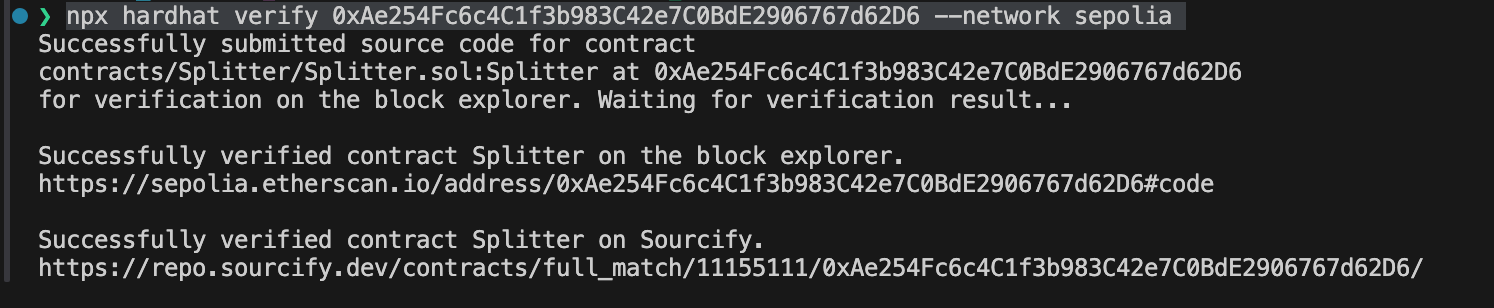 ❯ npx hardhat verify 0xAe254Fc6c4C1f3b983C42e7C0BdE2906767d62D6 --network sepolia
Successfully submitted source code for contract
contracts/Splitter/Splitter.sol:Splitter at 0xAe254Fc6c4C1f3b983C42e7C0BdE2906767d62D6
for verification on the block explorer. Waiting for verification result...
Successfully verified contract Splitter on the block explorer.
https://sepolia.etherscan.io/address/0xAe254Fc6c4C1f3b983C42e7C0BdE2906767d62D6#code
Successfully verified contract Splitter on Sourcify.
https://repo.sourcify.dev/contracts/full_match/11155111/0xAe254Fc6c4C1f3b983C42e7C0BdE2906767d62D6/